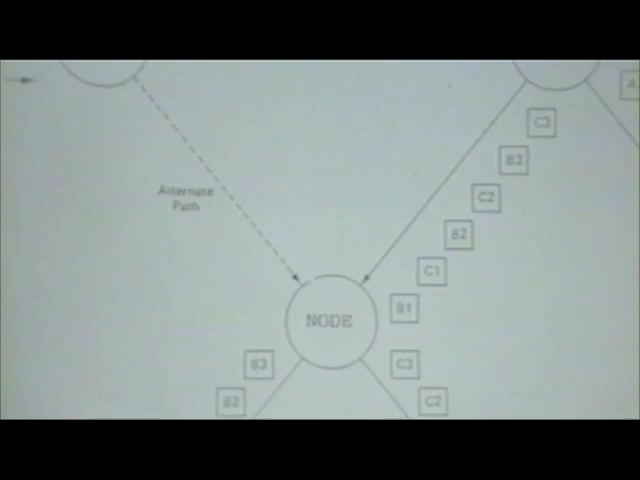 C3
B3
Alternate
Path
C2
B2
C1
B1
NODE
B3
C3
B2
C2